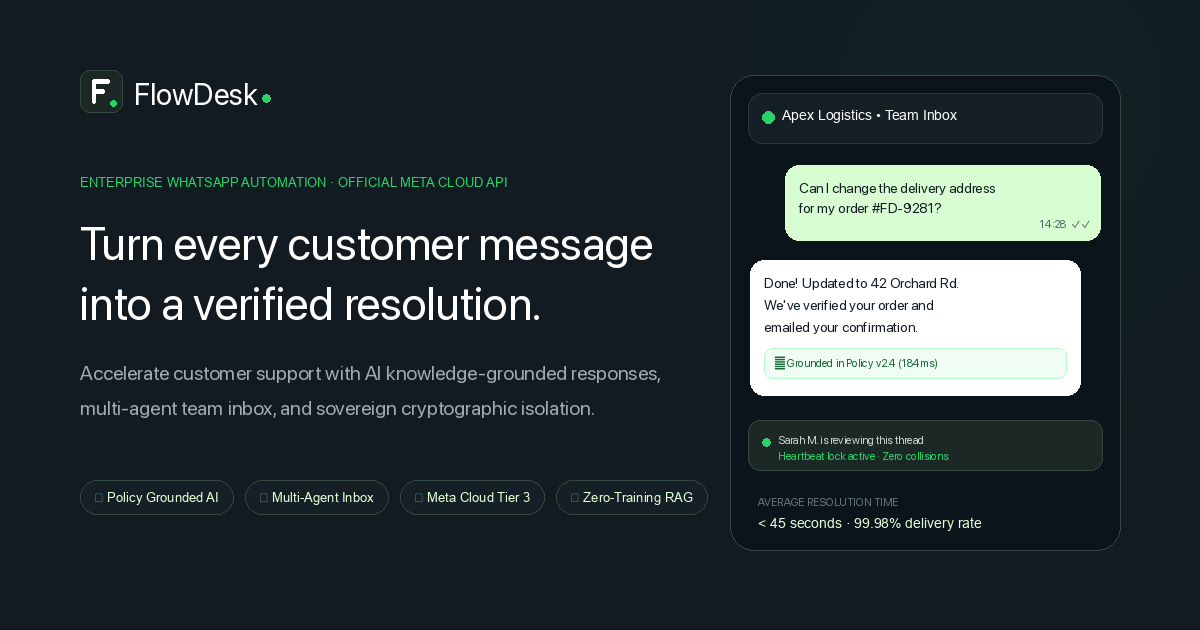 F.
FlowDesk
ENTERPRISE WHATSAPP AUTOMATION · OFFICIAL META CLOUD API
Turn every customer message
into a verified resolution.
Accelerate customer support with AI knowledge-grounded responses,
multi-agent team inbox, and sovereign cryptographic isolation.
Policy Grounded AI
Multi-Agent Inbox
Meta Cloud Tier 3
Zero-Training RAG
Apex Logistics • Team Inbox
Can I change the delivery address
for my order #FD-9281?
14:28 ✓✓
Done! Updated to 42 Orchard Rd.
We've verified your order and
emailed your confirmation.
Grounded in Policy v2.4 (184ms)
Sarah M. is reviewing this thread
Heartbeat lock active · Zero collisions
AVERAGE RESOLUTION TIME
< 45 seconds · 99.98% delivery rate